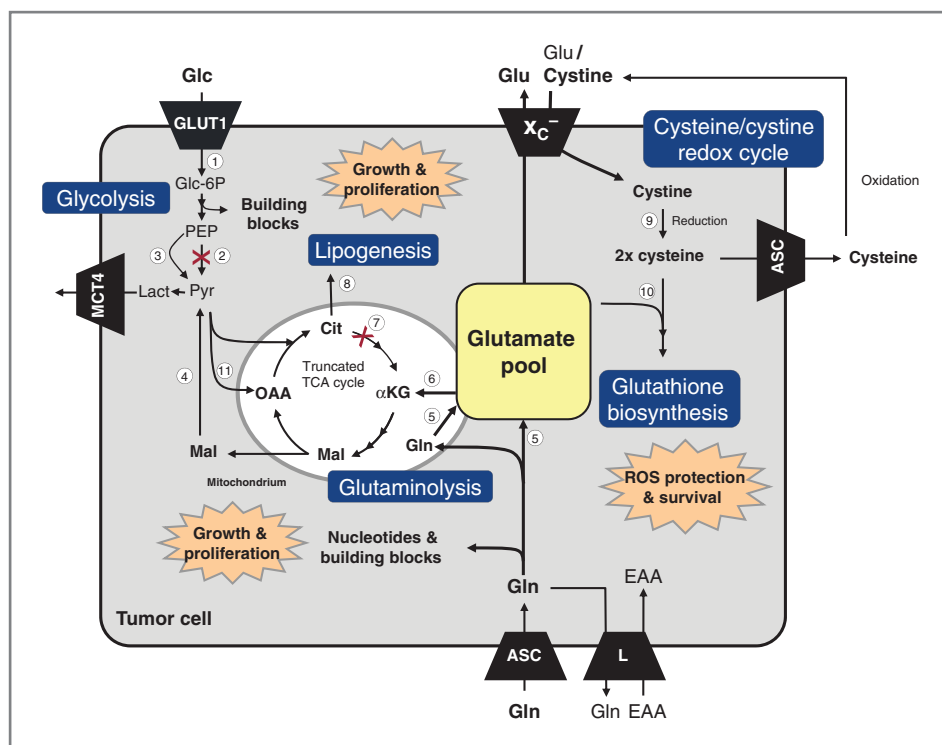 Glc
Glu
Glu/
Cystine
GLUT1
xC–
Cysteine/cystine
redox cycle
1
Glc-6P
Growth &
proliferation
Glycolysis
Building
blocks
Cystine
Oxidation
9
Reduction
PEP
3
2
Lipogenesis
2x cysteine
ASC
Cysteine
MCT4
Lact
Pyr
8
10
Cit
7
Glutamate
pool
Truncated
TCA cycle
4
11
OAA
αKG
6
Glutathione
biosynthesis
5
5
Gln
Mal
Mal
Mitochondrium
Glutaminolysis
ROS protection
& survival
Growth &
proliferation
Nucleotides &
building blocks
Gln
EAA
Tumor cell
ASC
L
Gln
Gln
EAA